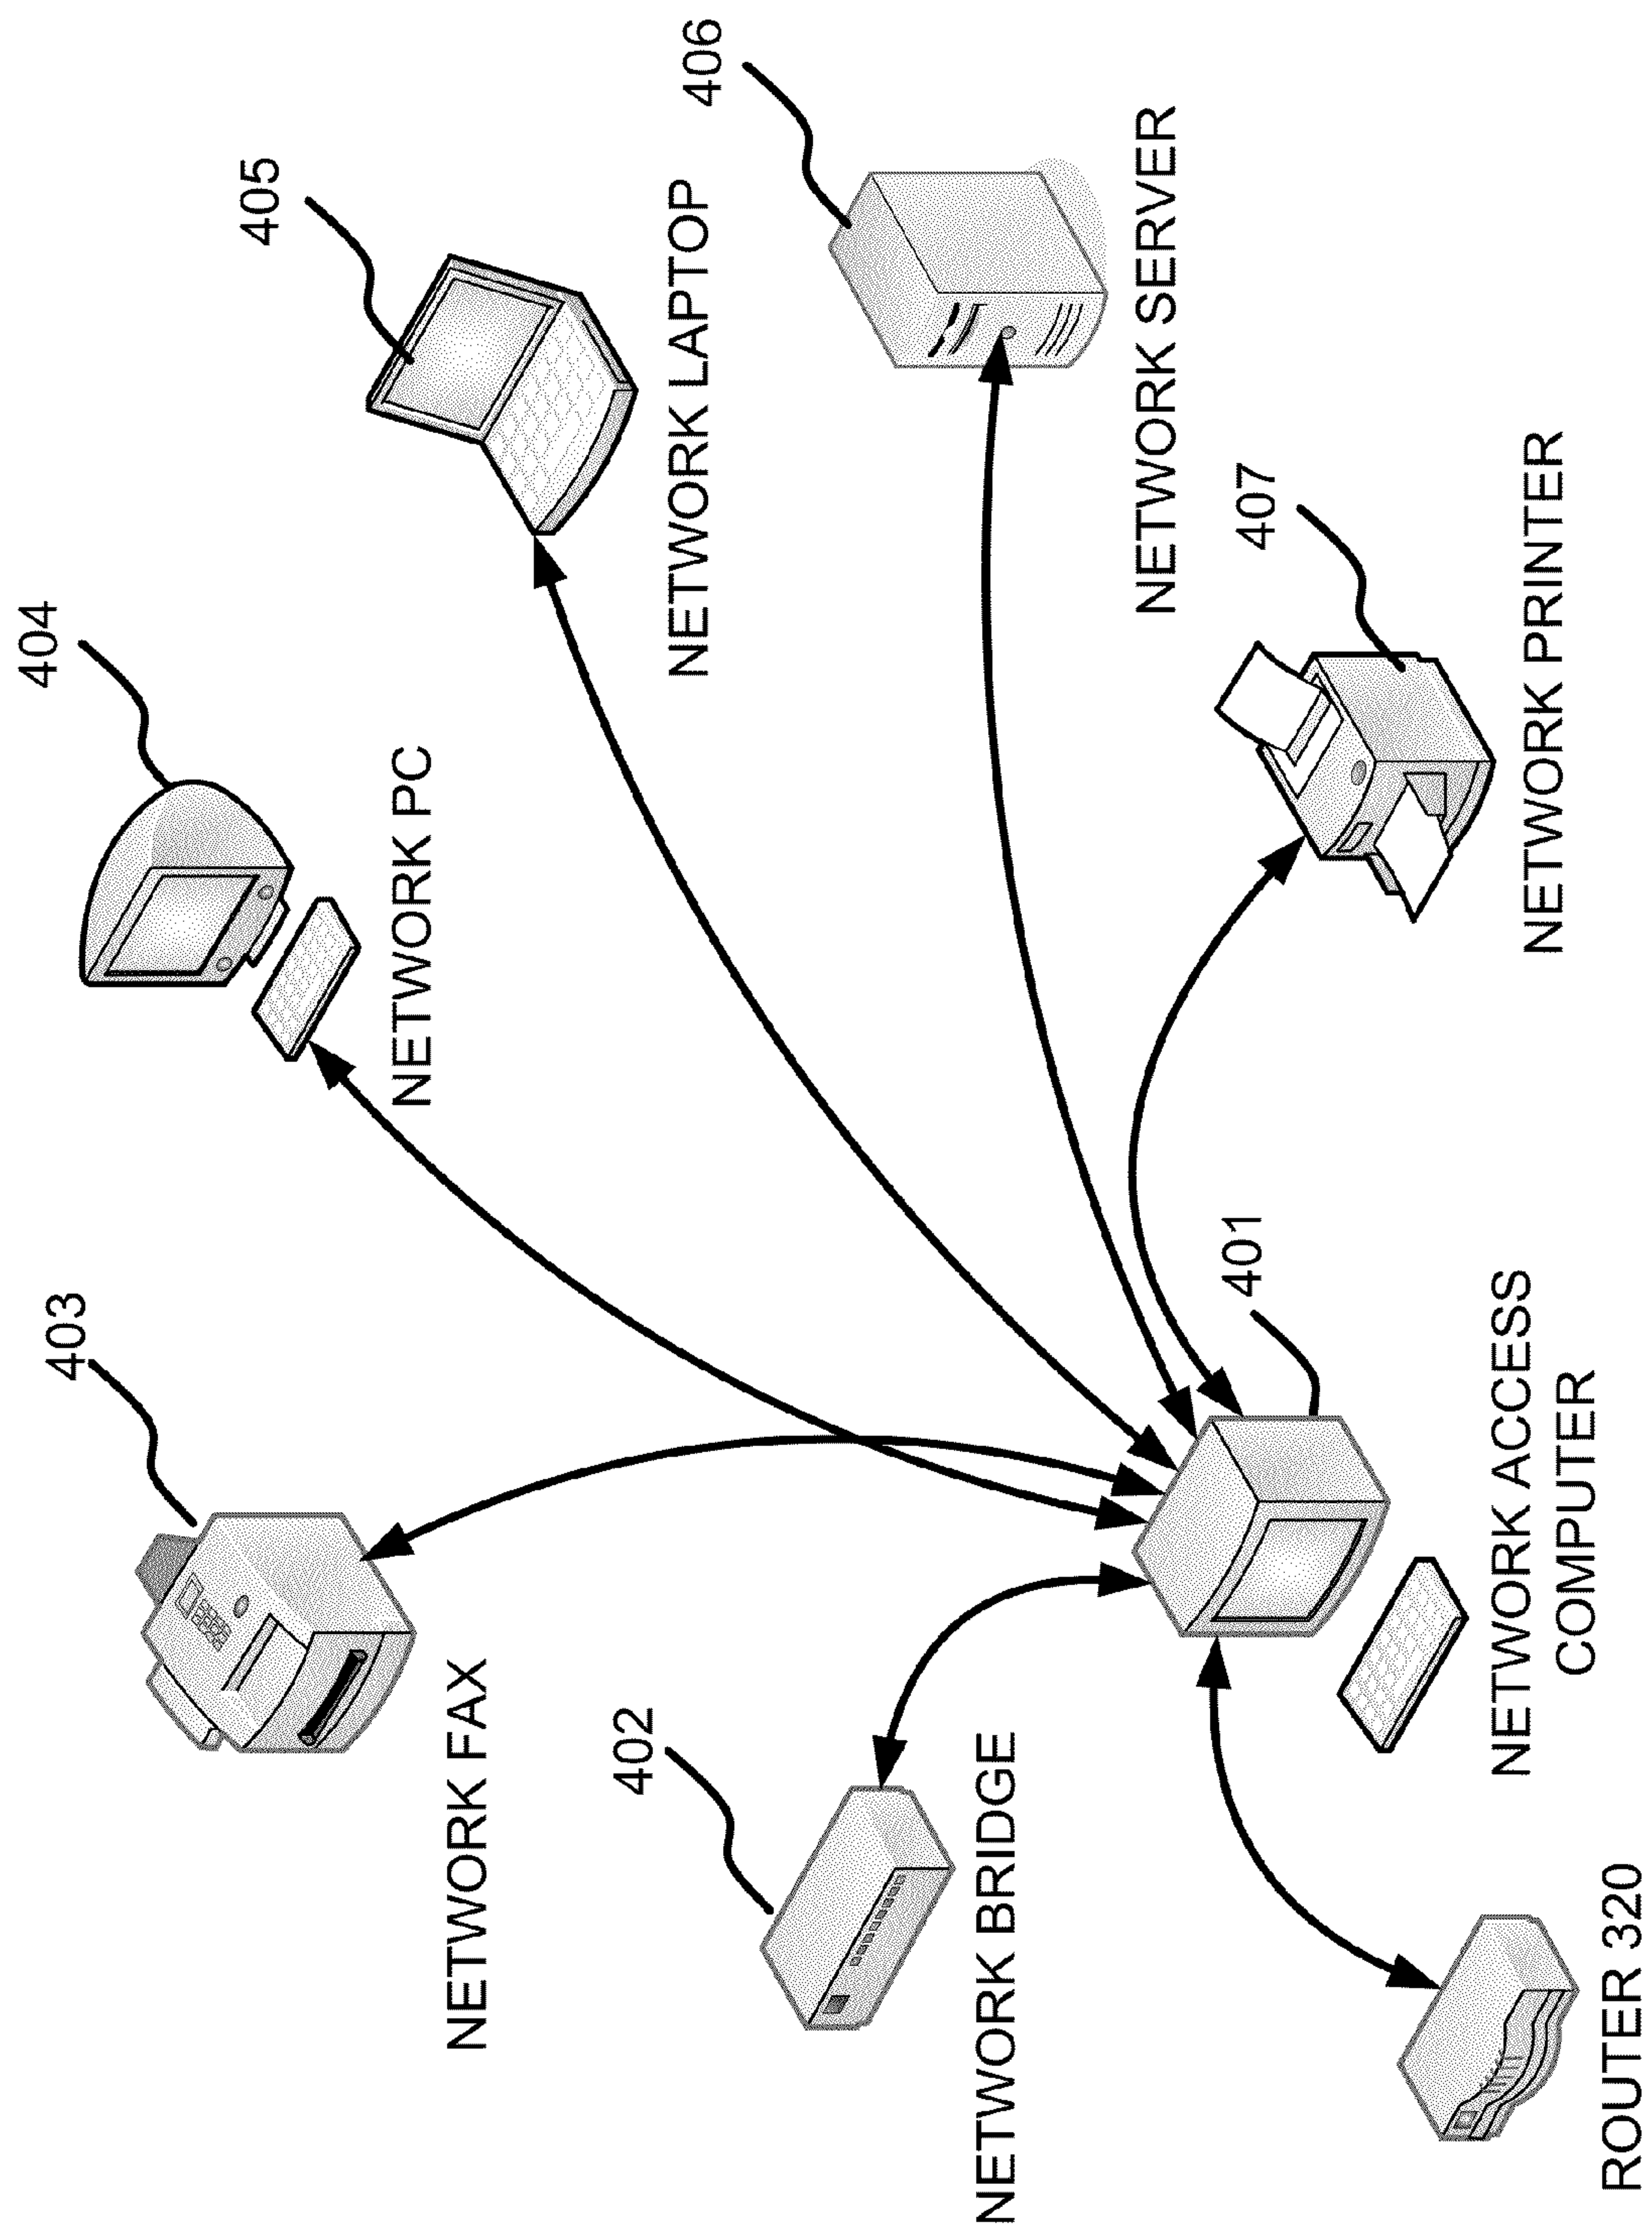 403
NETWORK FAX
404
NETWORK PC
405
NETWORK LAPTOP
402
NETWORK BRIDGE
406
NETWORK SERVER
401
NETWORK ACCESS
COMPUTER
407
NETWORK PRINTER
ROUTER 320